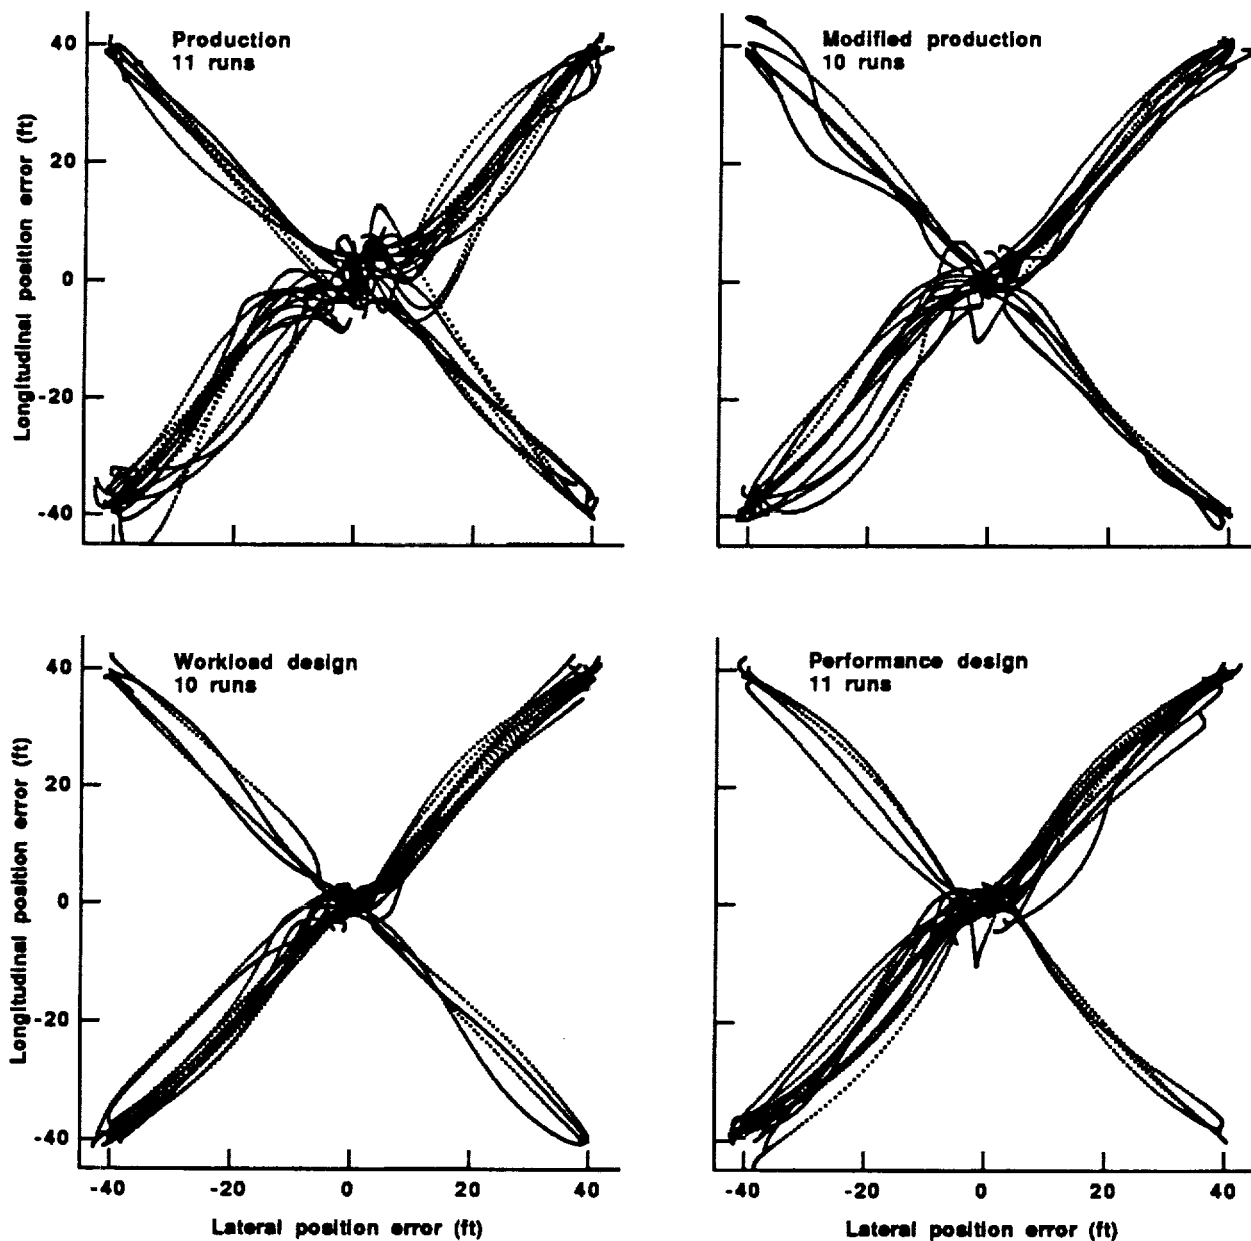 Production
11 runs
Modified production
10 runs
40
20
0
-20
-40
Longitudinal position error (ft)
Workload design
10 runs
Performance design
11 runs
40
20
0
-20
-40
Longitudinal position error (ft)
-40 -20 0 20 40
-40 -20 0 20 40
Lateral position error (ft)
Lateral position error (ft)